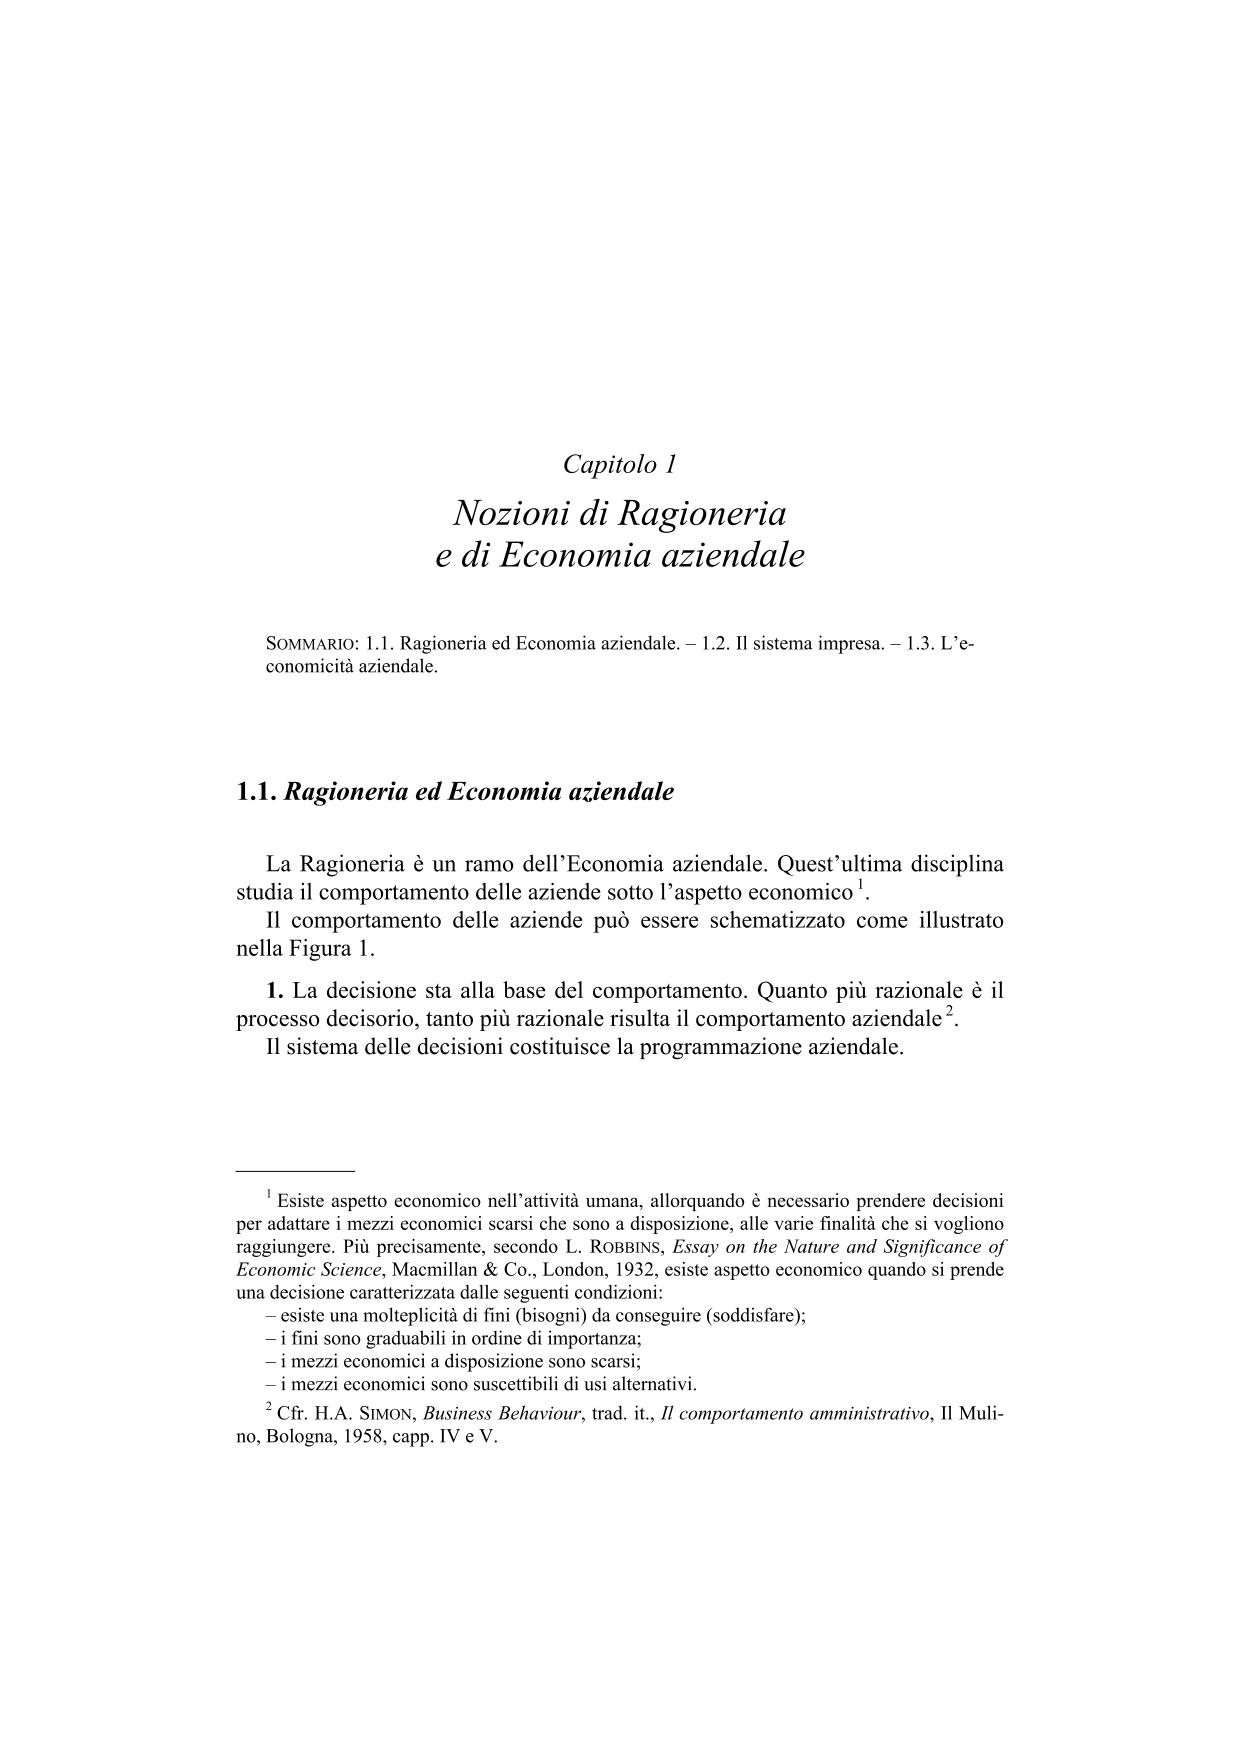 Capitolo 1
Nozioni di Ragioneria
e di Economia aziendale
SOMMARIO: 1.1. Ragioneria ed Economia aziendale. – 1.2. Il sistema impresa. – 1.3. L’e-
conomicità aziendale.
1.1. Ragioneria ed Economia aziendale
La Ragioneria è un ramo dell’Economia aziendale. Quest’ultima disciplina
studia il comportamento delle aziende sotto l’aspetto economico 1.
Il comportamento delle aziende può essere schematizzato come illustrato
nella Figura 1.
1. La decisione sta alla base del comportamento. Quanto più razionale è il
processo decisorio, tanto più razionale risulta il comportamento aziendale 2.
Il sistema delle decisioni costituisce la programmazione aziendale.
1 Esiste aspetto economico nell’attività umana, allorquando è necessario prendere decisioni
per adattare i mezzi economici scarsi che sono a disposizione, alle varie finalità che si vogliono
raggiungere. Più precisamente, secondo L. ROBBINS, Essay on the Nature and Significance of
Economic Science, Macmillan & Co., London, 1932, esiste aspetto economico quando si prende
una decisione caratterizzata dalle seguenti condizioni:
– esiste una molteplicità di fini (bisogni) da conseguire (soddisfare);
– i fini sono graduabili in ordine di importanza;
– i mezzi economici a disposizione sono scarsi;
– i mezzi economici sono suscettibili di usi alternativi.
2 Cfr. H.A. SIMON, Business Behaviour, trad. it., Il comportamento amministrativo, Il Muli-
no, Bologna, 1958, capp. IV e V.